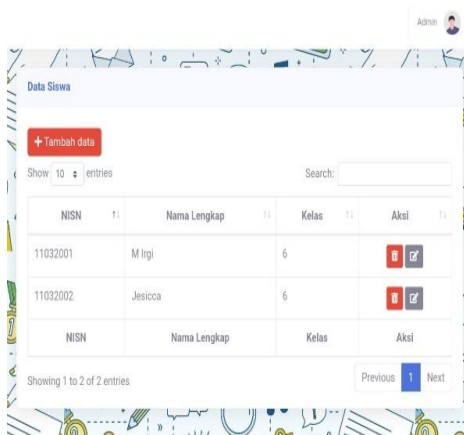 Admin
Data Siswa
+ Tambah data
Show 10 entries
Search:
NISN Nama Lengkap Kelas Aksi
11032001 M Irgi 6
11032002 Jesicca 6
NISN Nama Lengkap Kelas Aksi
Showing 1 to 2 of 2 entries
Previous 1 Next